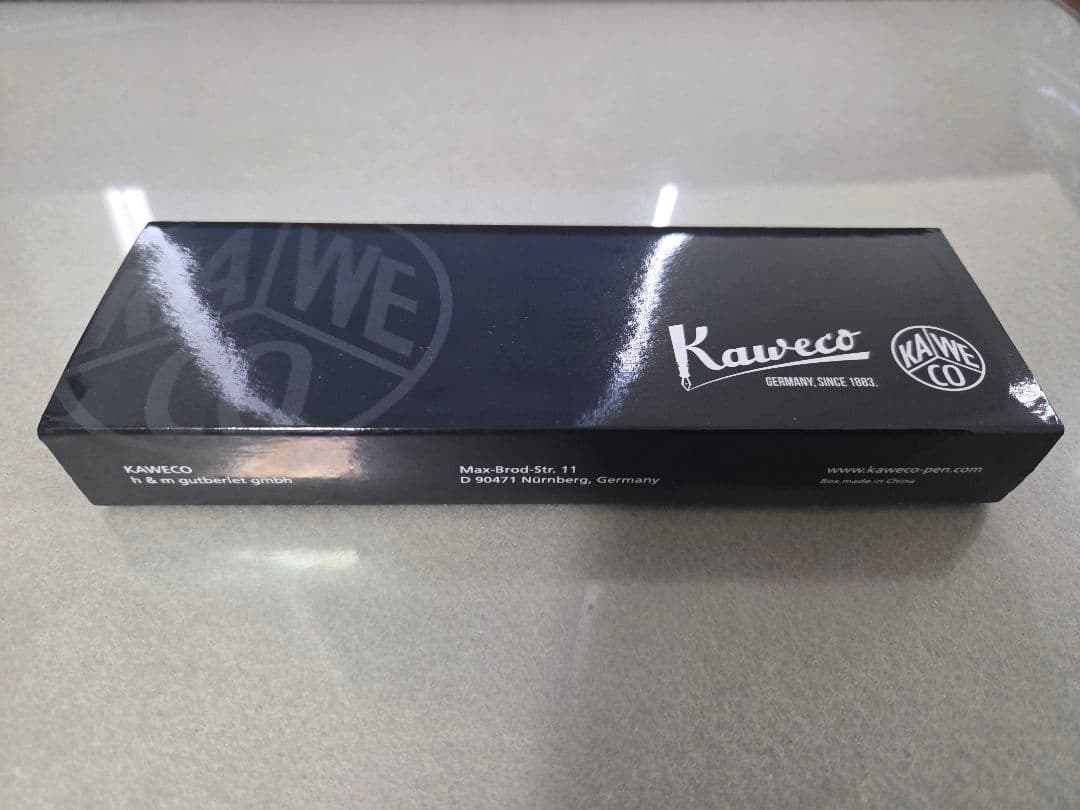 KA WE
CO
Kaweco
GERMANY, SINCE 1883.
KA WE
CO
KAWECO
h & m gutberlet gmbh
Max-Brod-Str. 11
D 90471 Nürnberg, Germany
www.kaweco-pen.com
Box made in China